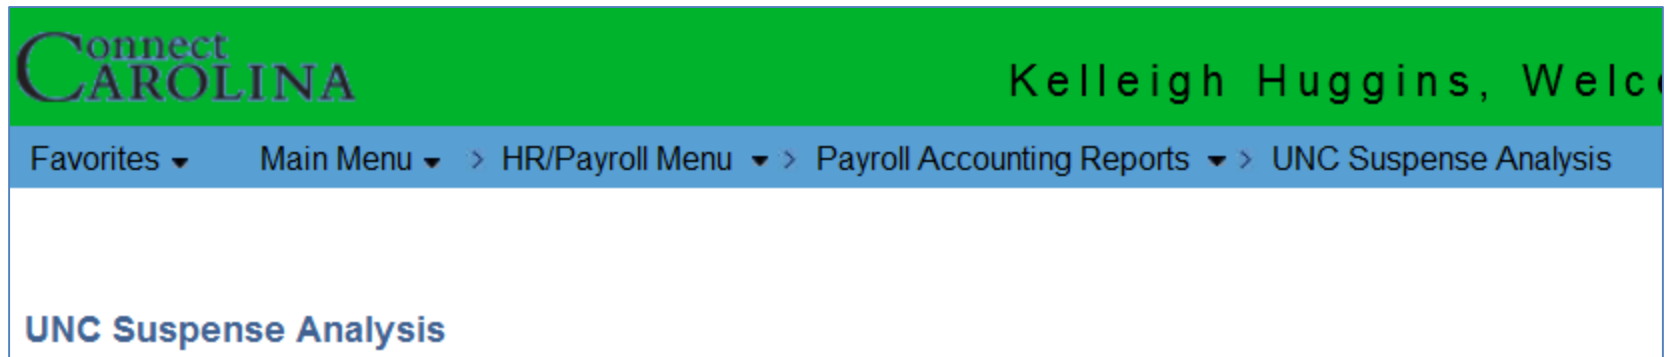 Connect
CAROLINA
Kelleigh Huggins, Welc
Favorites Main Menu > HR/Payroll Menu > Payroll Accounting Reports > UNC Suspense Analysis
UNC Suspense Analysis